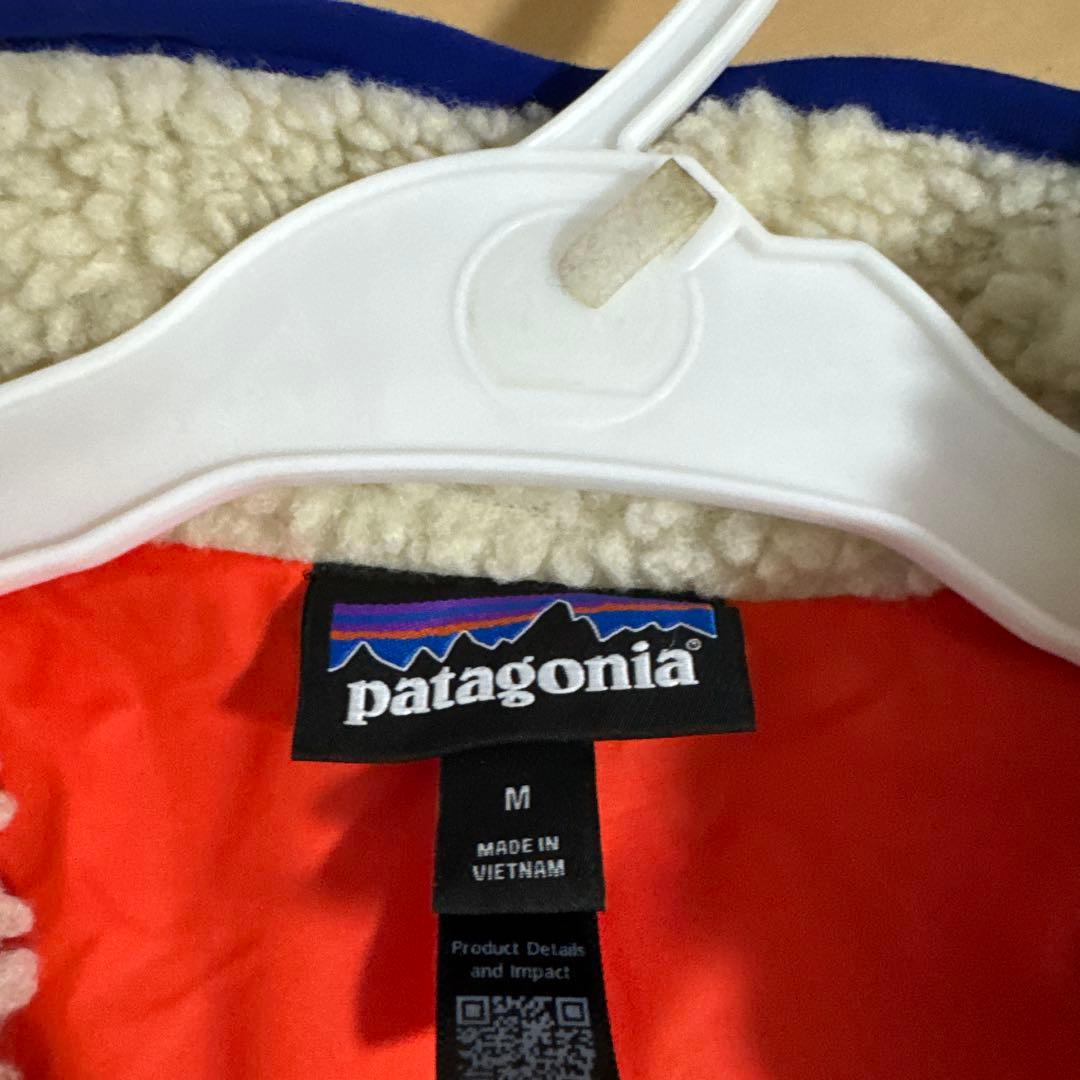 patagonia®
M
MADE IN
VIETNAM
Product Details
and Impact